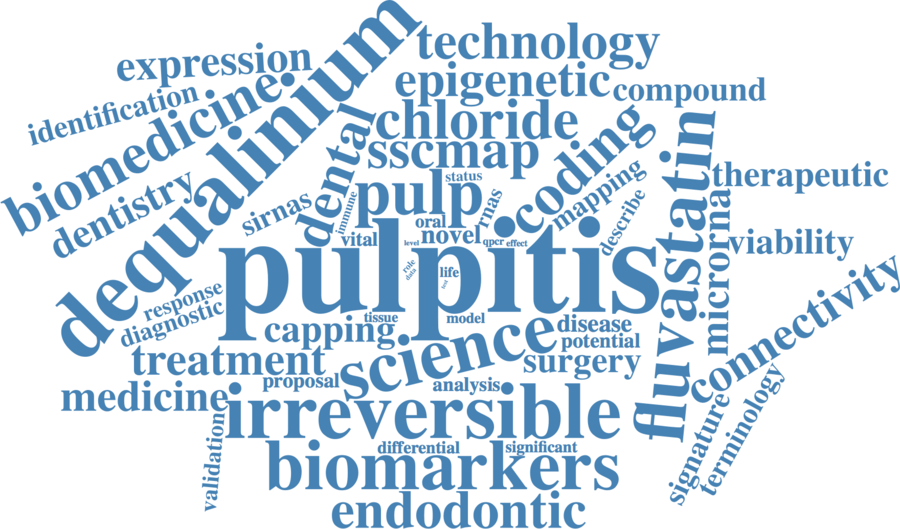 dequalinium
technology
expression
epigenetic
compound
identification
biomedicine
chloride
coding
dental
sscmap
fluvastatin
therapeutic
dentistry
sirnas
immune
pulp
status
rnas
mapping
describe
oral
vital
level
novel
qpcr
effect
microrna
viability
pulpitis
role
data
life
test
connectivity
response
diagnostic
tissue
model
capping
science
disease
potential
treatment
surgery
proposal
analysis
medicine
irreversible
signature
terminology
validation
differential
significant
biomarkers
endodontic